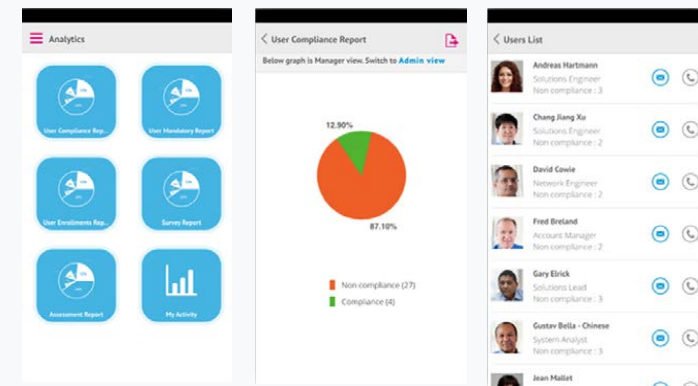 Analytics
User Compliance Rep...
User Mandatory Report
User Enrollments Rep...
Survey Report
Assessment Report
My Activity
User Compliance Report
Below graph is Manager view. Switch to Admin view
12.90%
87.10%
Non compliance (27)
Compliance (4)
Users List
Andreas Hartmann
Solutions Engineer
Non compliance : 3
Chang Jiang Xu
Solutions Engineer
Non compliance : 2
David Cowie
Network Engineer
Non compliance : 2
Fred Breland
Account Manager
Non compliance : 2
Gary Elrick
Solutions Lead
Non compliance : 3
Gustav Bella - Chinese
System Analyst
Non compliance : 3
Jean Mallet